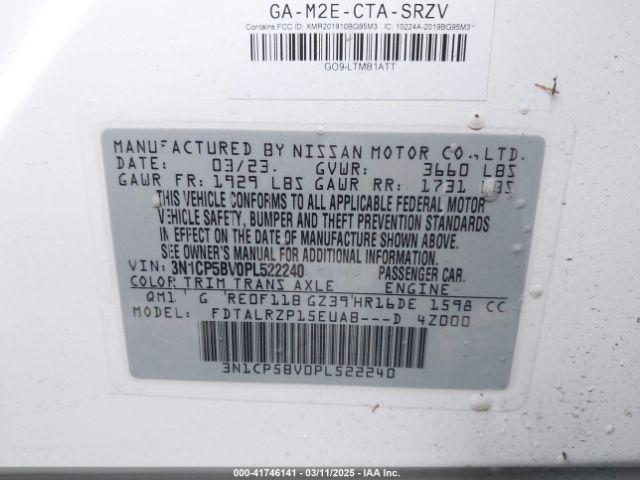 GA-M2E-CTA-SRZV
Contains FCC ID: XMR201910BG95M3 IC: 10224A-2019BG95M3
GO9-LTMB1ATT
MANUFACTURED BY NISSAN MOTOR CO., LTD.
DATE: 03/23. GVWR: 3660 LBS
GAWR FR: 1929 LBS GAWR RR: 1731 LBS
THIS VEHICLE CONFORMS TO ALL APPLICABLE FEDERAL MOTOR
VEHICLE SAFETY, BUMPER AND THEFT PREVENTION STANDARDS
IN EFFECT ON THE DATE OF MANUFACTURE SHOWN ABOVE.
SEE OWNER'S MANUAL FOR ADDITIONAL INFORMATION.
VIN: 3N1CP5BV0PL522240 PASSENGER CAR.
COLOR TRIM TRANS AXLE ENGINE
QM1 G RE0F11B GZ39 HR16DE 1598 CC
MODEL: FDTALRZP15EUAB---D 4Z000
3N1CP5BV0PL522240
STOCK #: 41746141 | 03/11/2025 | IAAI.COM